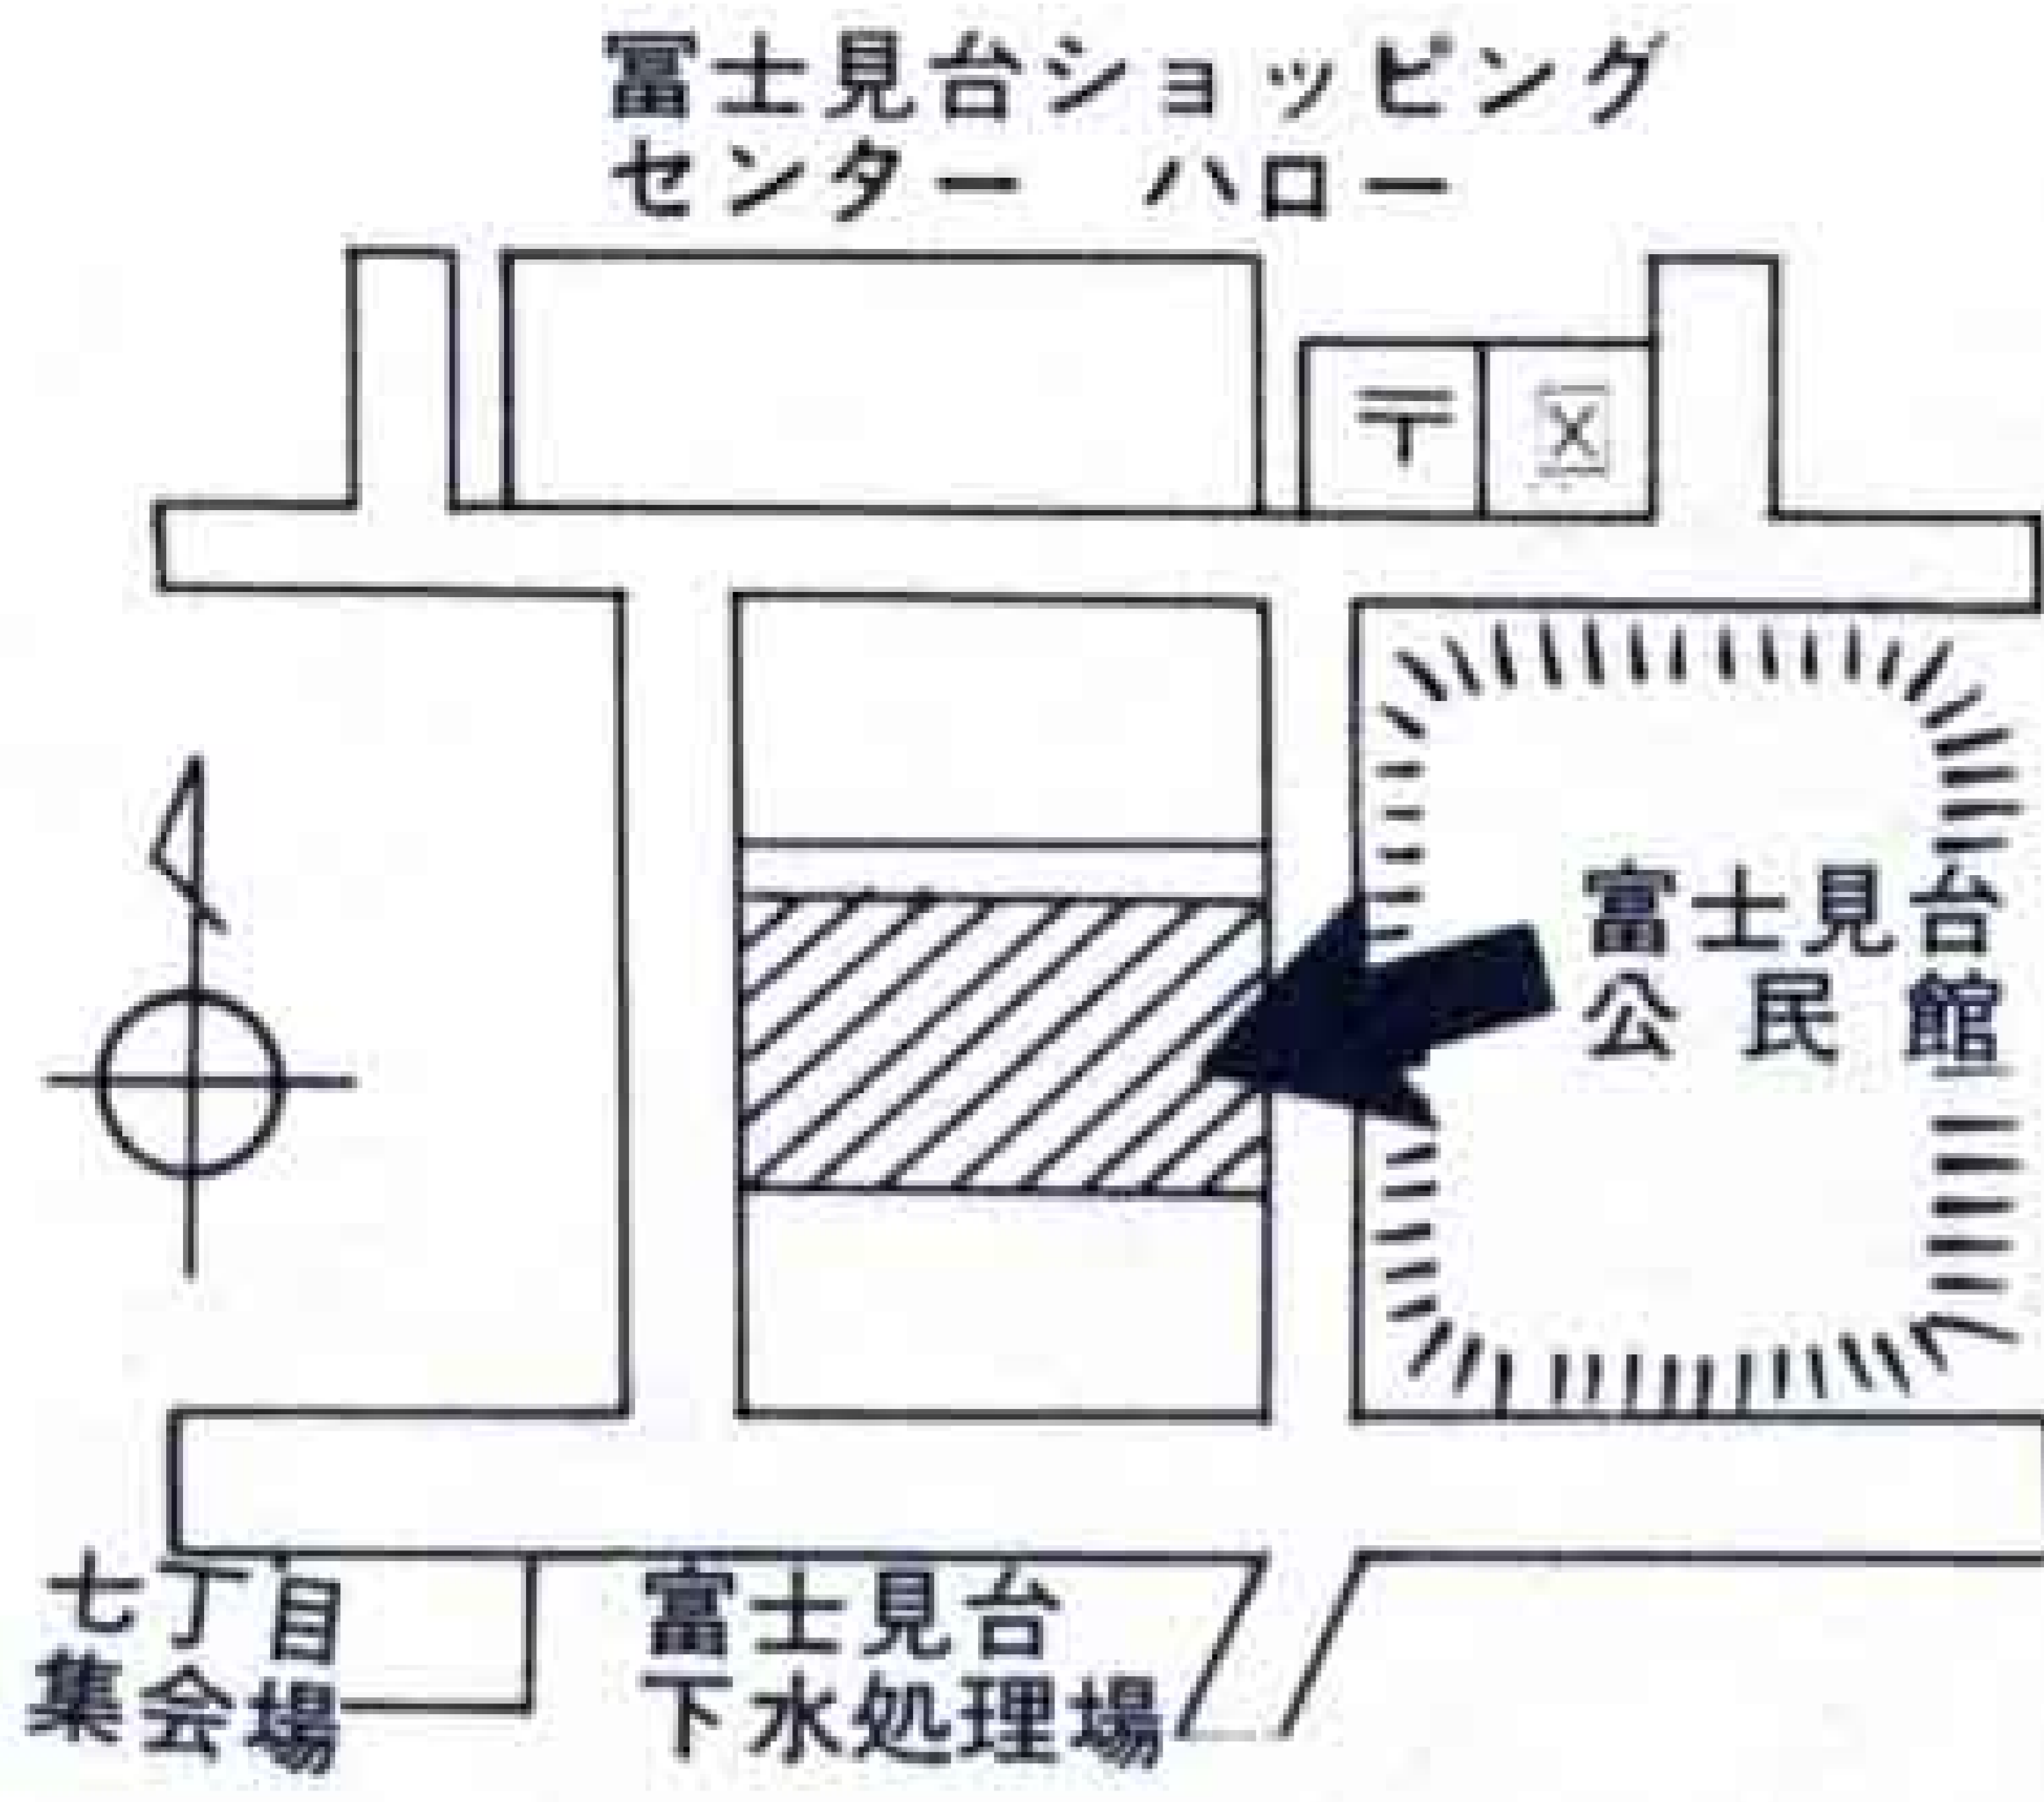 冨士見台ショッピング
センター　ハロー
〒
富士見台
公民館
七丁目
集会場
富士見台
下水処理場